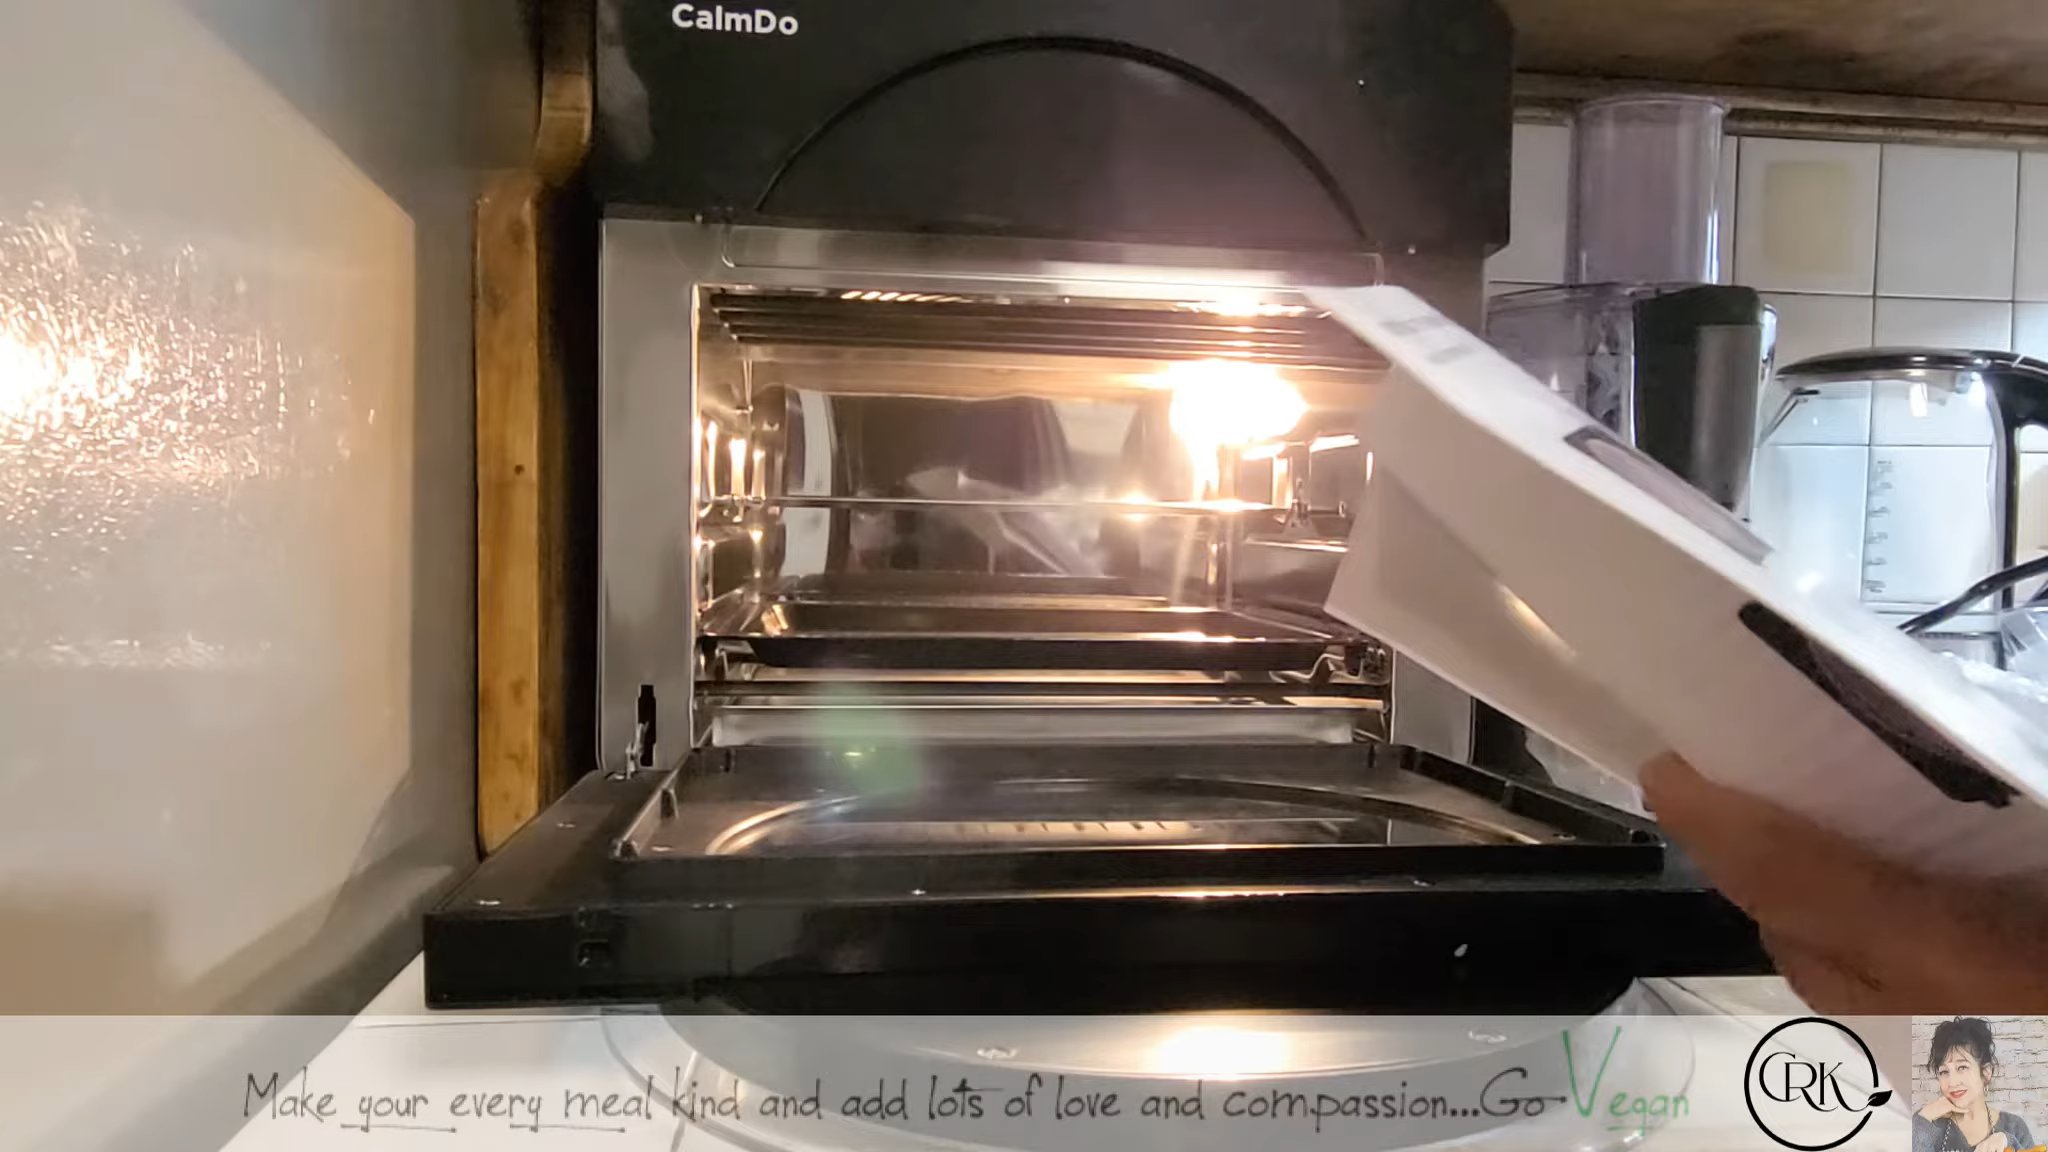 CalmDo
Make your every meal kind and add lots of love and compassion...Go Vegan
CRK